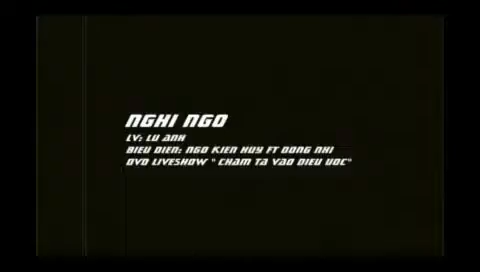 NGHI NGO
LV: LU ANH
BIEU DIEN: NGO KIEN HUY FT DONG NHI
DVD LIVESHOW " CHAM TA VAO DIEU UOC"